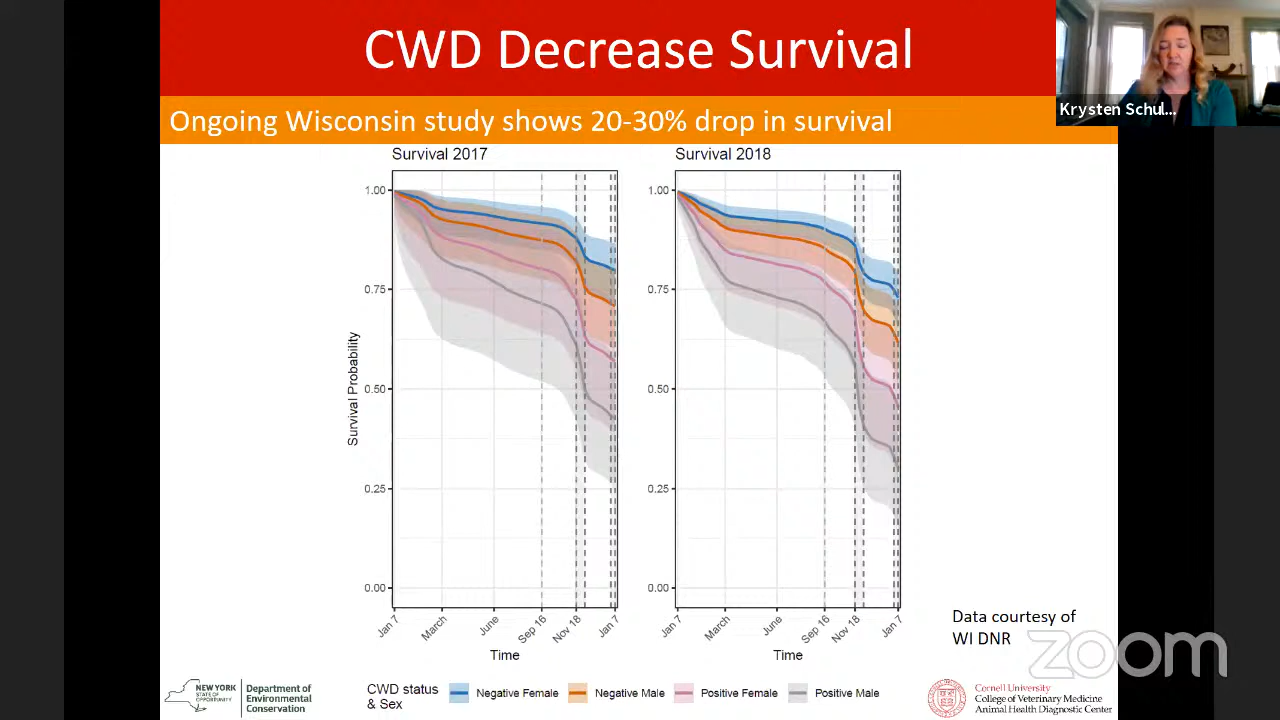 CWD Decrease Survival
Krysten Schul...
Ongoing Wisconsin study shows 20-30% drop in survival
Survival 2017
Survival 2018
Survival Probability
1.00
0.75
0.50
0.25
0.00
1.00
0.75
0.50
0.25
0.00
Jan 7
March
June
Sep 16
Nov 18
Jan 7
Time
Jan 7
March
June
Sep 16
Nov 18
Jan 7
Time
Data courtesy of
WI DNR
zoom
NEW YORK
STATE OF
OPPORTUNITY
Department of
Environmental
Conservation
CWD status
& Sex
Negative Female
Negative Male
Positive Female
Positive Male
Cornell University
College of Veterinary Medicine
Animal Health Diagnostic Center